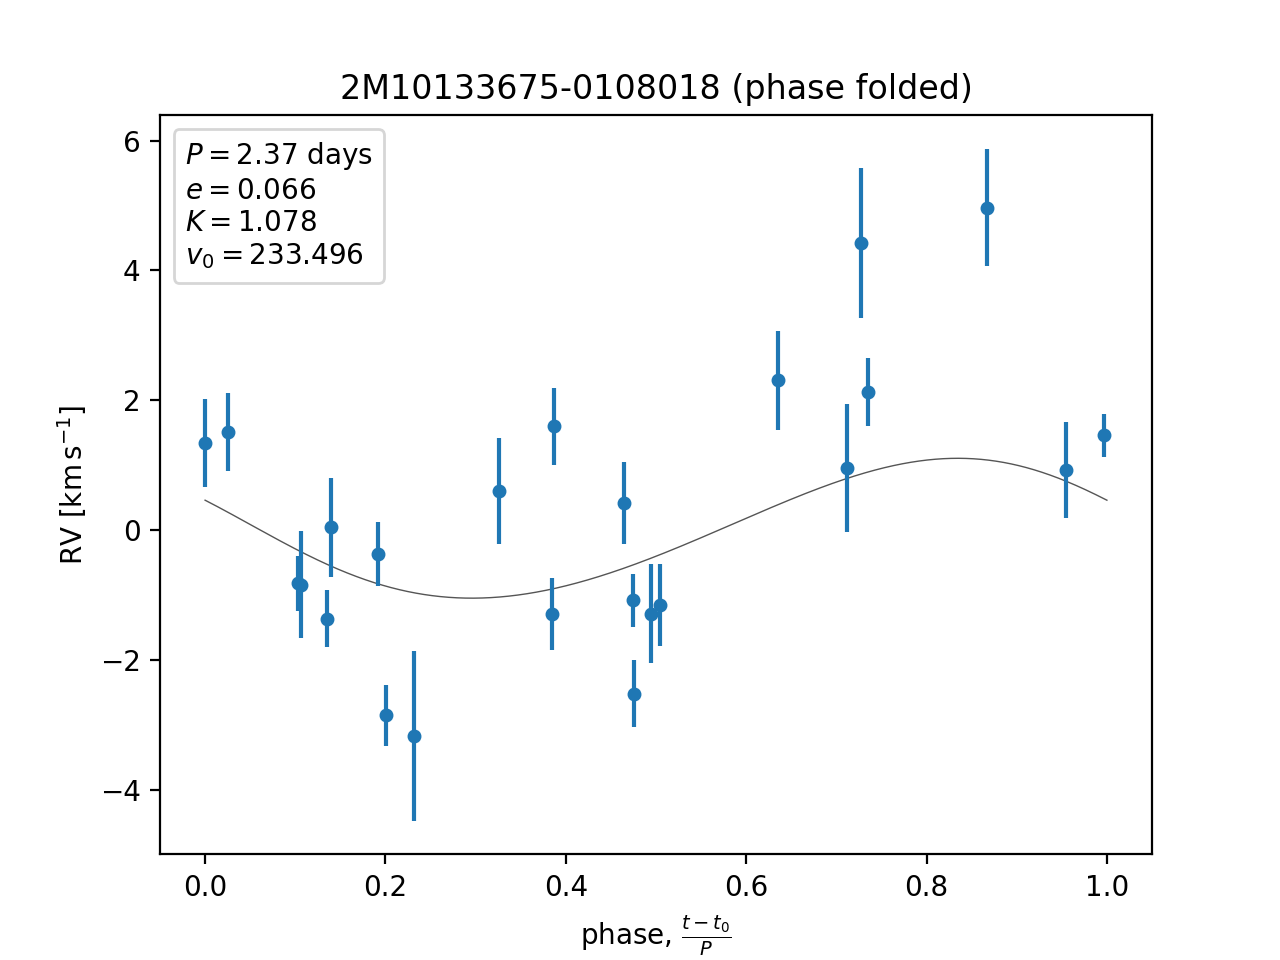 2M10133675-0108018 (phase folded)
P = 2.37 days
e = 0.066
K = 1.078
v₀ = 233.496
6
4
2
0
−2
−4
RV [km s⁻¹]
0.0 0.2 0.4 0.6 0.8 1.0
phase, (t − t₀)/P